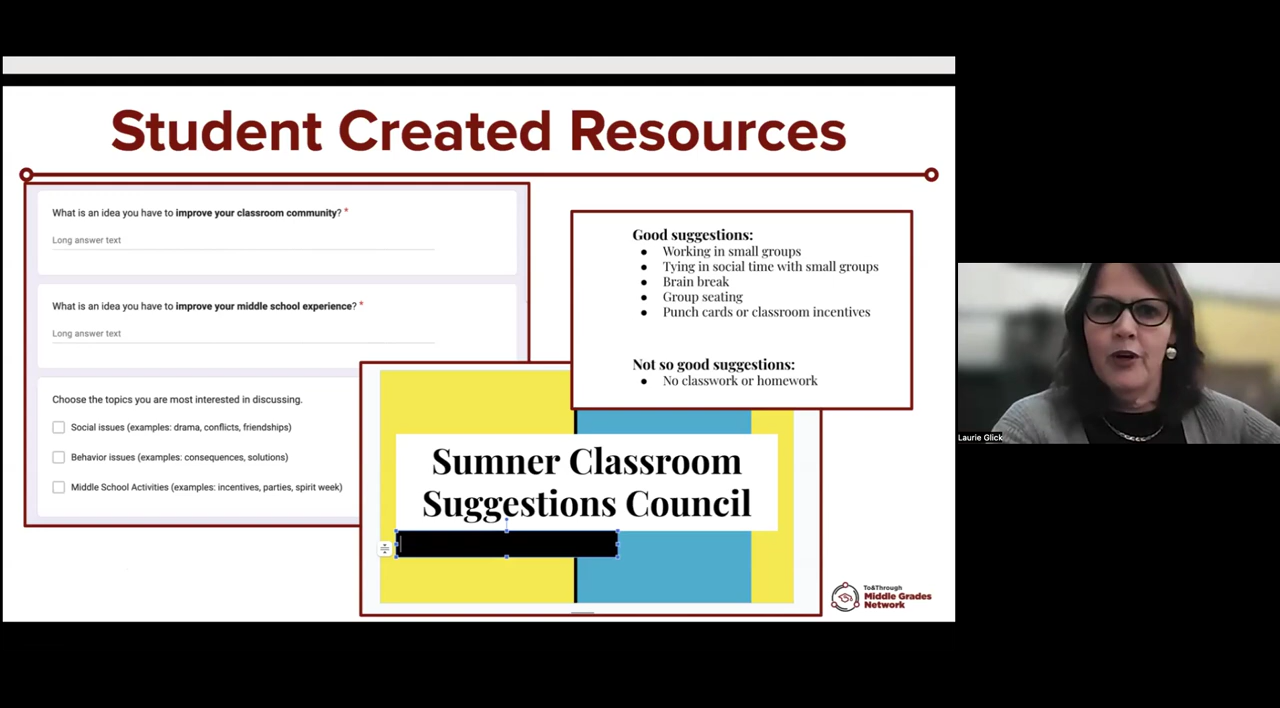 Student Created Resources
What is an idea you have to improve your classroom community? *
Long answer text
What is an idea you have to improve your middle school experience? *
Long answer text
Choose the topics you are most interested in discussing.
Social issues (examples: drama, conflicts, friendships)
Behavior issues (examples: consequences, solutions)
Middle School Activities (examples: incentives, parties, spirit week)
Good suggestions:
● Working in small groups
● Tying in social time with small groups
● Brain break
● Group seating
● Punch cards or classroom incentives
Not so good suggestions:
● No classwork or homework
Sumner Classroom
Suggestions Council
To&Through
Middle Grades
Network
Laurie Glick